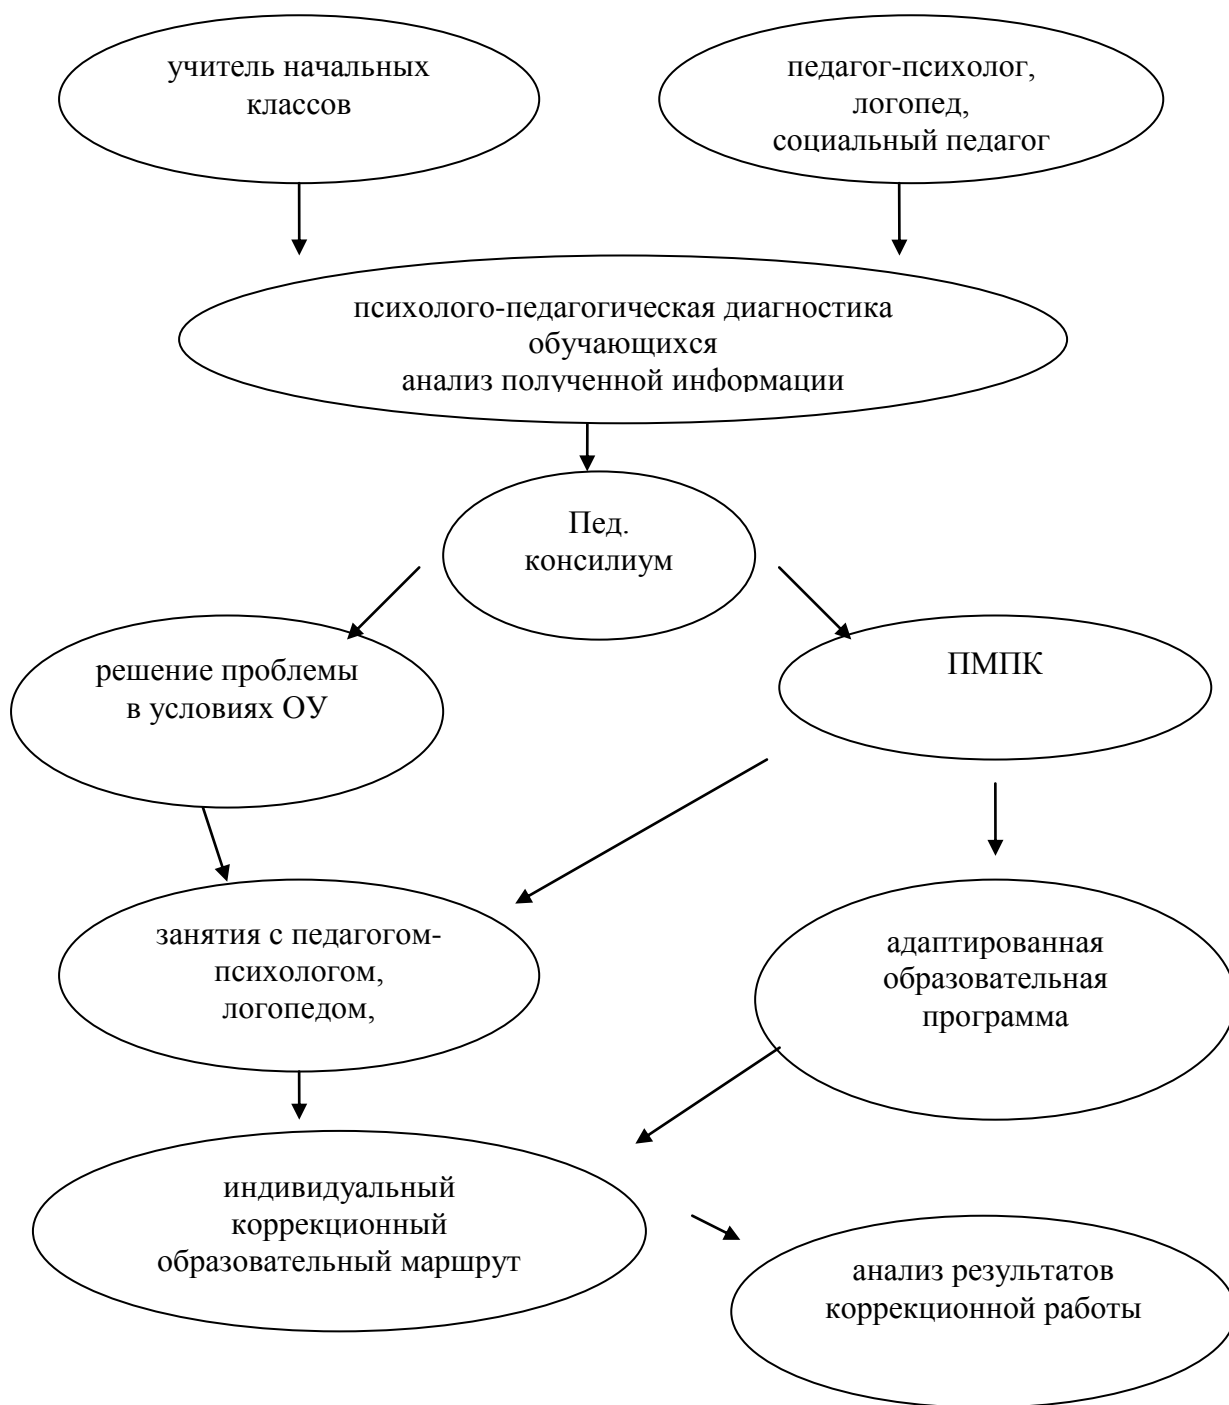 учитель начальных
классов
педагог-психолог,
логопед,
социальный педагог
психолого-педагогическая диагностика
обучающихся
анализ полученной информации
Пед.
консилиум
решение проблемы
в условиях ОУ
ПМПК
занятия с педагогом-
психологом,
логопедом,
адаптированная
образовательная
программа
индивидуальный
коррекционный
образовательный маршрут
анализ результатов
коррекционной работы